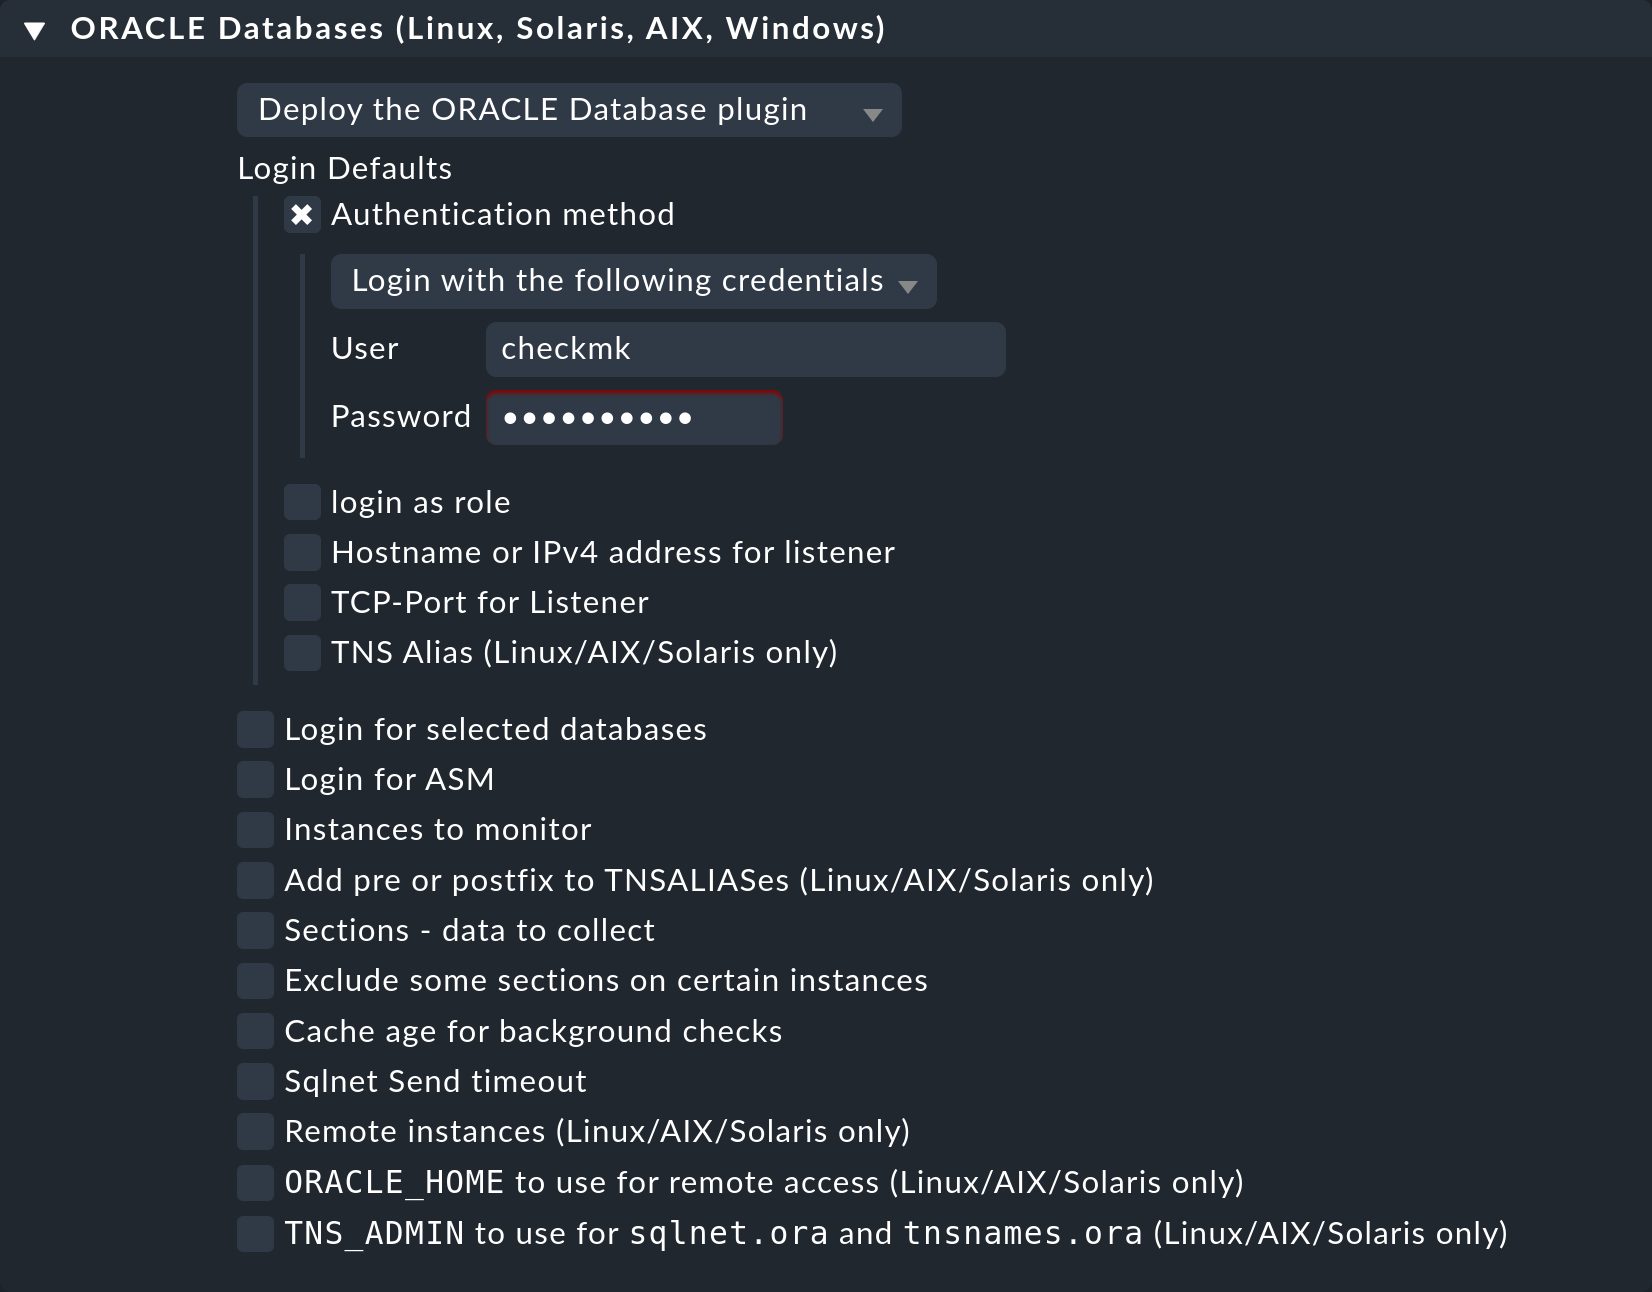 ORACLE Databases (Linux, Solaris, AIX, Windows)
Deploy the ORACLE Database plugin
Login Defaults
Authentication method
Login with the following credentials
User checkmk
Password ●●●●●●●●●●
login as role
Hostname or IPv4 address for listener
TCP-Port for Listener
TNS Alias (Linux/AIX/Solaris only)
Login for selected databases
Login for ASM
Instances to monitor
Add pre or postfix to TNSALIASes (Linux/AIX/Solaris only)
Sections - data to collect
Exclude some sections on certain instances
Cache age for background checks
Sqlnet Send timeout
Remote instances (Linux/AIX/Solaris only)
ORACLE_HOME to use for remote access (Linux/AIX/Solaris only)
TNS_ADMIN to use for sqlnet.ora and tnsnames.ora (Linux/AIX/Solaris only)